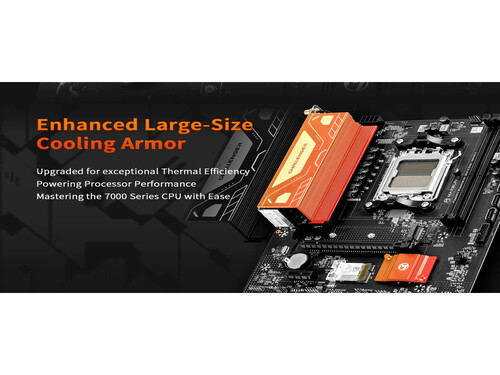 Enhanced Large-Size
Cooling Armor
Upgraded for exceptional Thermal Efficiency
Powering Processor Performance
Mastering the 7000 Series CPU with Ease
CHALLENGER